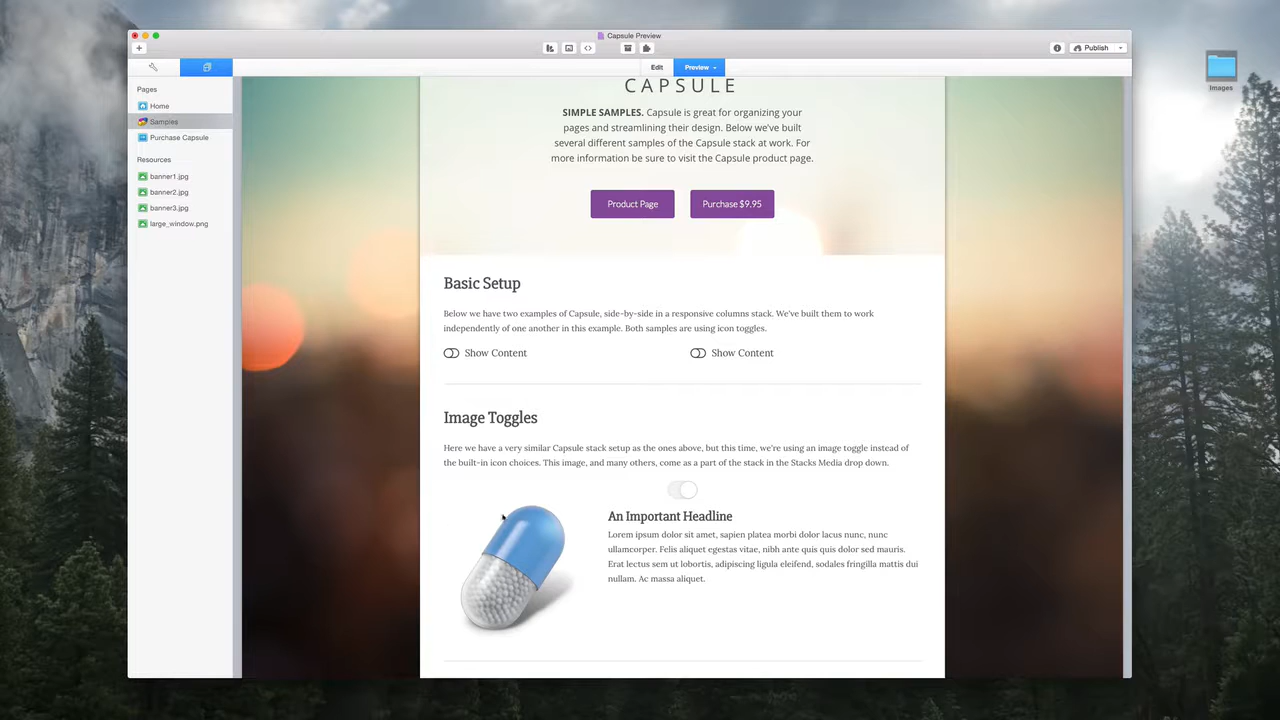 Capsule Preview
Publish
Edit
Preview
Images
Pages
Home
Samples
Purchase Capsule
Resources
banner1.jpg
banner2.jpg
banner3.jpg
large_window.png
CAPSULE
SIMPLE SAMPLES. Capsule is great for organizing your
pages and streamlining their design. Below we've built
several different samples of the Capsule stack at work. For
more information be sure to visit the Capsule product page.
Product Page
Purchase $9.95
Basic Setup
Below we have two examples of Capsule, side-by-side in a responsive columns stack. We've built them to work
independently of one another in this example. Both samples are using icon toggles.
Show Content
Show Content
Image Toggles
Here we have a very similar Capsule stack setup as the ones above, but this time, we're using an image toggle instead of
the built-in icon choices. This image, and many others, come as a part of the stack in the Stacks Media drop down.
An Important Headline
Lorem ipsum dolor sit amet, sapien platea morbi dolor lacus nunc, nunc
ullamcorper. Felis aliquet egestas vitae, nibh ante quis quis dolor sed mauris.
Erat lectus sem ut lobortis, adipiscing ligula eleifend, sodales fringilla mattis dui
nullam. Ac massa aliquet.